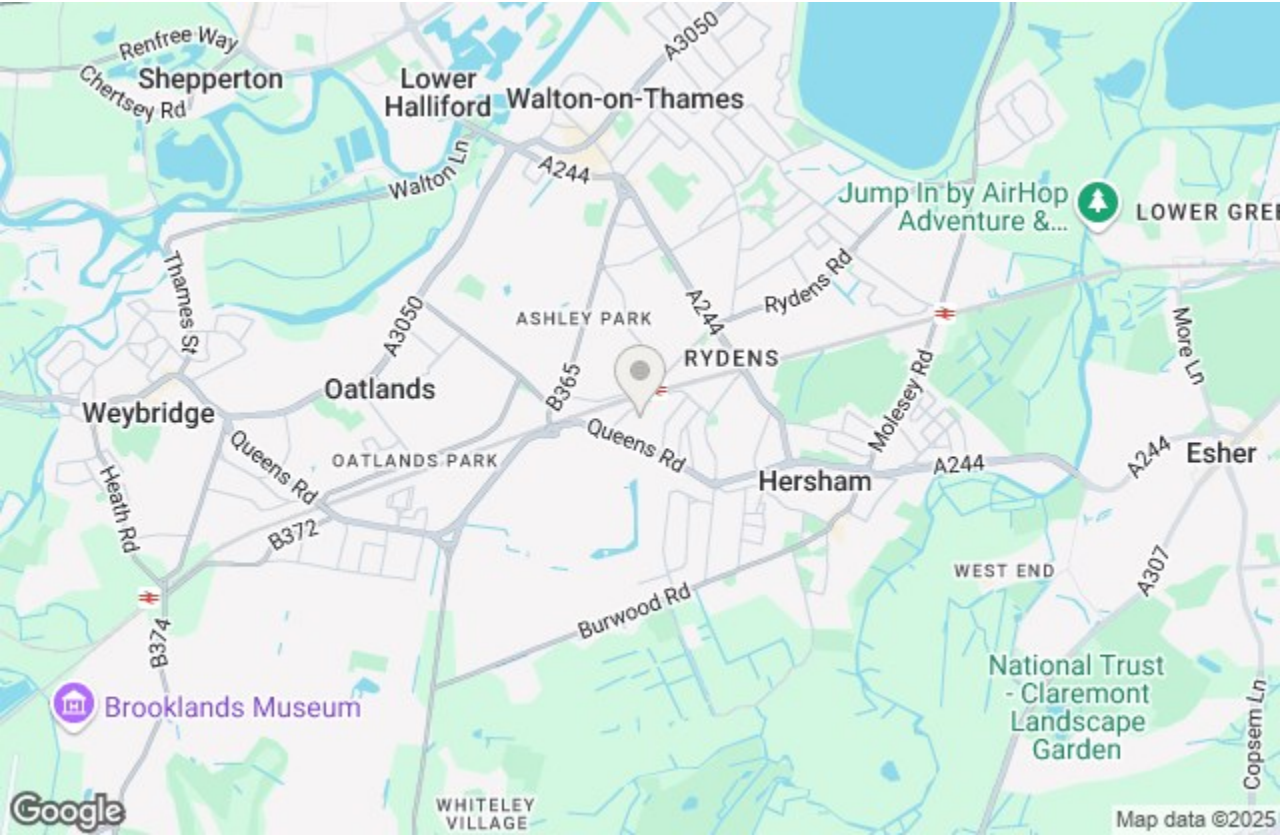 Renfree Way
Shepperton
Chertsey Rd
Lower
Halliford
Walton-on-Thames
A3050
Walton Ln
A244
Jump In by AirHop
Adventure &...
LOWER GREE
Thames St
A3050
ASHLEY PARK
A244
Rydens Rd
RYDENS
More Ln
Oatlands
B365
Molesey Rd
Weybridge
Queens Rd
OATLANDS PARK
Queens Rd
Hersham
A244
A244
Esher
Heath Rd
B372
WEST END
A307
Burwood Rd
B374
National Trust
- Claremont
Landscape
Garden
Brooklands Museum
Copsem Ln
WHITELEY
VILLAGE
Google
Map data ©2025